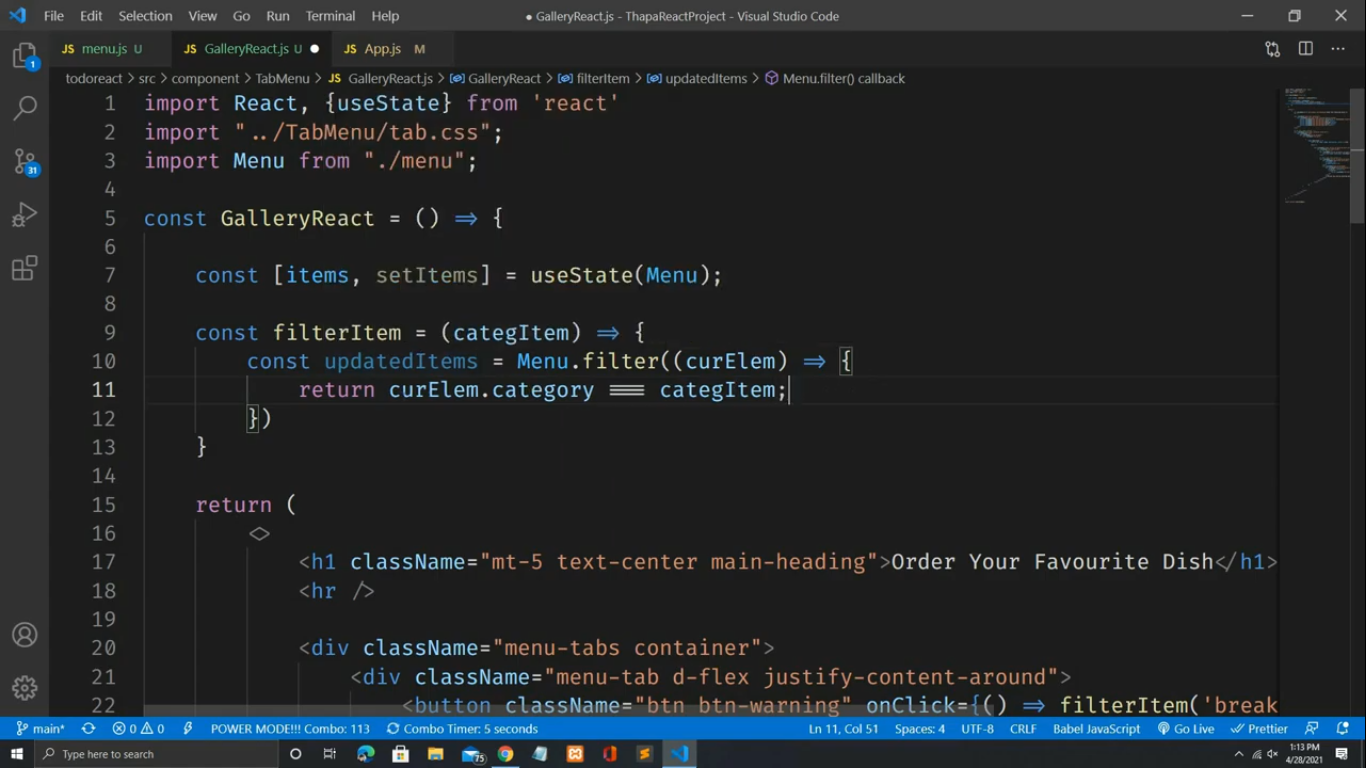 File Edit Selection View Go Run Terminal Help
● GalleryReact.js - ThapaReactProject - Visual Studio Code
JS menu.js U
JS GalleryReact.js U ●
JS App.js M
todoreact > src > component > TabMenu > JS GalleryReact.js > GalleryReact > filterItem > updatedItems > Menu.filter() callback
1 import React, {useState} from 'react'
2 import "../TabMenu/tab.css";
3 import Menu from "./menu";
4
5 const GalleryReact = () => {
6
7 const [items, setItems] = useState(Menu);
8
9 const filterItem = (categItem) => {
10 const updatedItems = Menu.filter((curElem) => {
11 return curElem.category === categItem;
12 })
13 }
14
15 return (
16 <>
17 <h1 className="mt-5 text-center main-heading">Order Your Favourite Dish</h1>
18 <hr />
19
20 <div className="menu-tabs container">
21 <div className="menu-tab d-flex justify-content-around">
22 <button className="btn btn-warning" onClick={() => filterItem('break
1
31
main* 0 0 POWER MODE!!! Combo: 113 Combo Timer: 5 seconds Ln 11, Col 51 Spaces: 4 UTF-8 CRLF Babel JavaScript Go Live Prettier
Type here to search
75
1:13 PM
4/28/2021